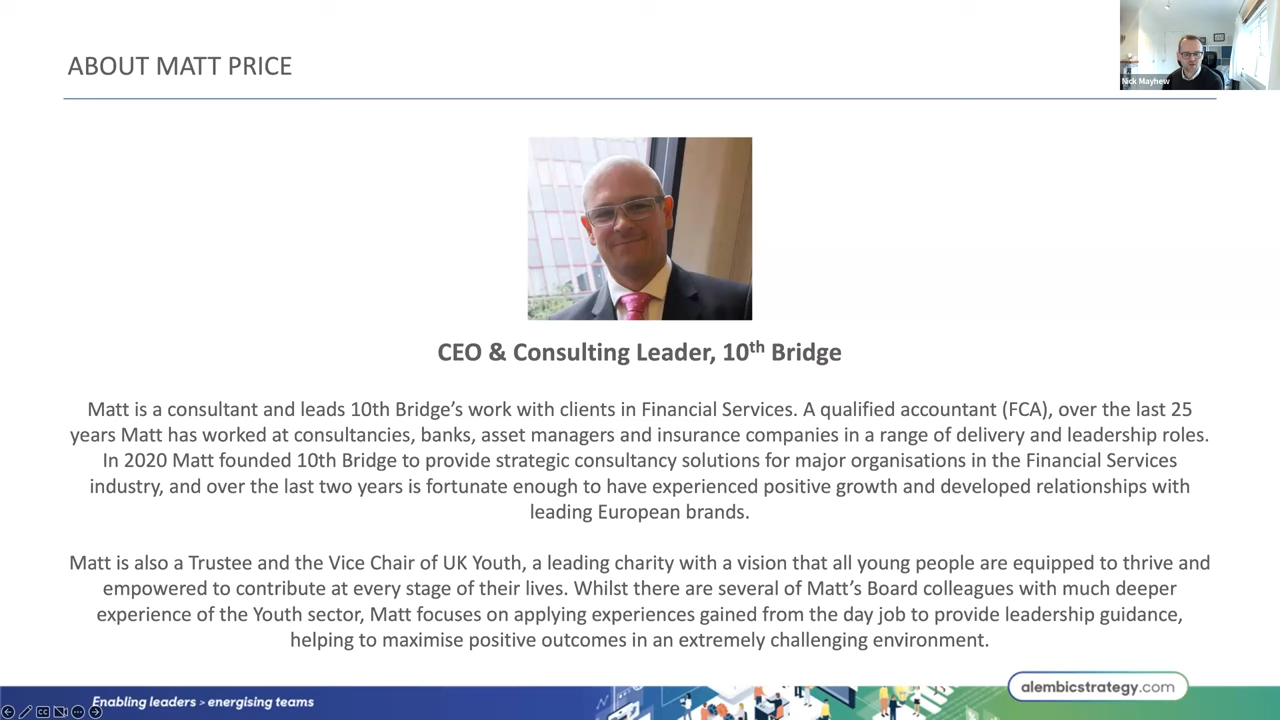 ABOUT MATT PRICE
Nick Mayhew
CEO & Consulting Leader, 10th Bridge
Matt is a consultant and leads 10th Bridge’s work with clients in Financial Services. A qualified accountant (FCA), over the last 25
years Matt has worked at consultancies, banks, asset managers and insurance companies in a range of delivery and leadership roles.
In 2020 Matt founded 10th Bridge to provide strategic consultancy solutions for major organisations in the Financial Services
industry, and over the last two years is fortunate enough to have experienced positive growth and developed relationships with
leading European brands.
Matt is also a Trustee and the Vice Chair of UK Youth, a leading charity with a vision that all young people are equipped to thrive and
empowered to contribute at every stage of their lives. Whilst there are several of Matt’s Board colleagues with much deeper
experience of the Youth sector, Matt focuses on applying experiences gained from the day job to provide leadership guidance,
helping to maximise positive outcomes in an extremely challenging environment.
alembicstrategy.com
Enabling leaders > energising teams